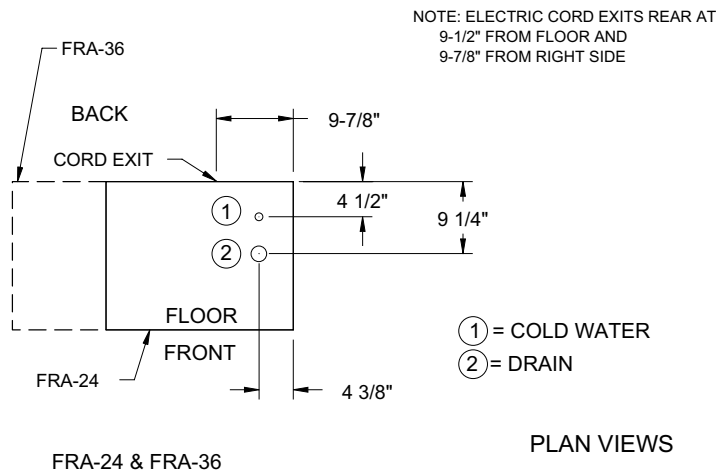 NOTE: ELECTRIC CORD EXITS REAR AT
9-1/2" FROM FLOOR AND
9-7/8" FROM RIGHT SIDE
FRA-36
BACK
9-7/8"
CORD EXIT
1
4 1/2"
9 1/4"
2
FLOOR
FRONT
1 = COLD WATER
2 = DRAIN
FRA-24
4 3/8"
PLAN VIEWS
FRA-24 & FRA-36